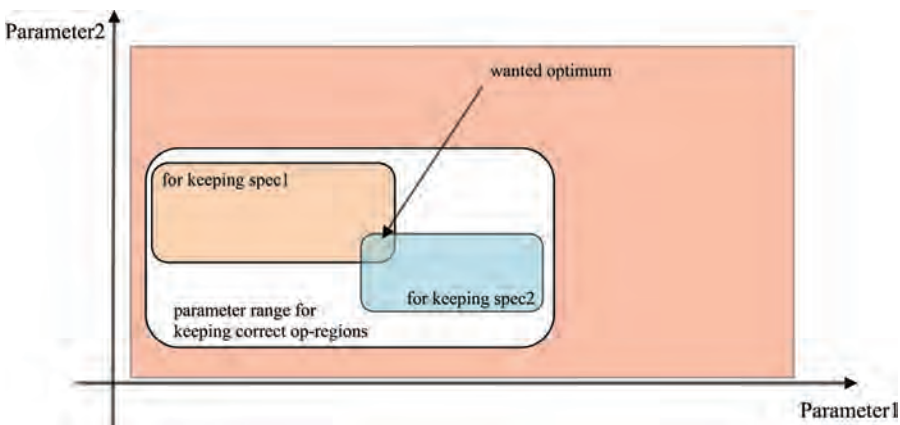 Parameter2
wanted optimum
for keeping spec1
for keeping spec2
parameter range for
keeping correct op-regions
Parameter1